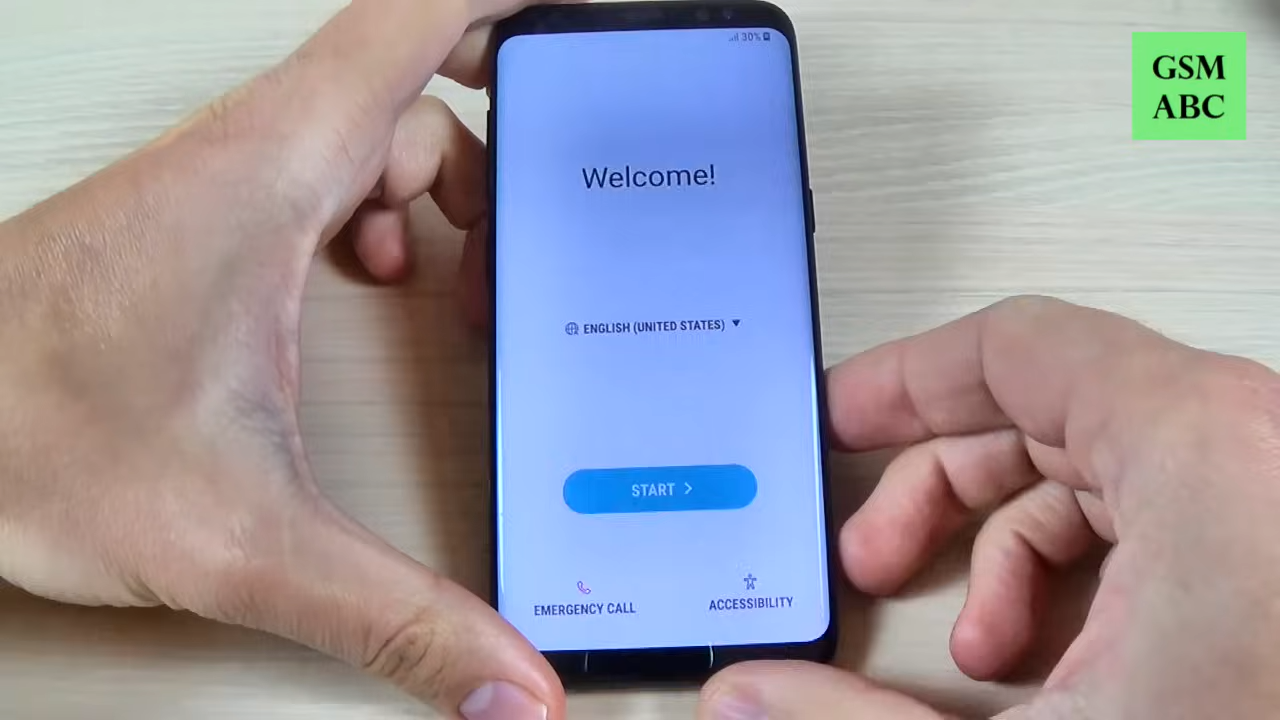 30%
GSM
ABC
Welcome!
ENGLISH (UNITED STATES)
START
EMERGENCY CALL
ACCESSIBILITY